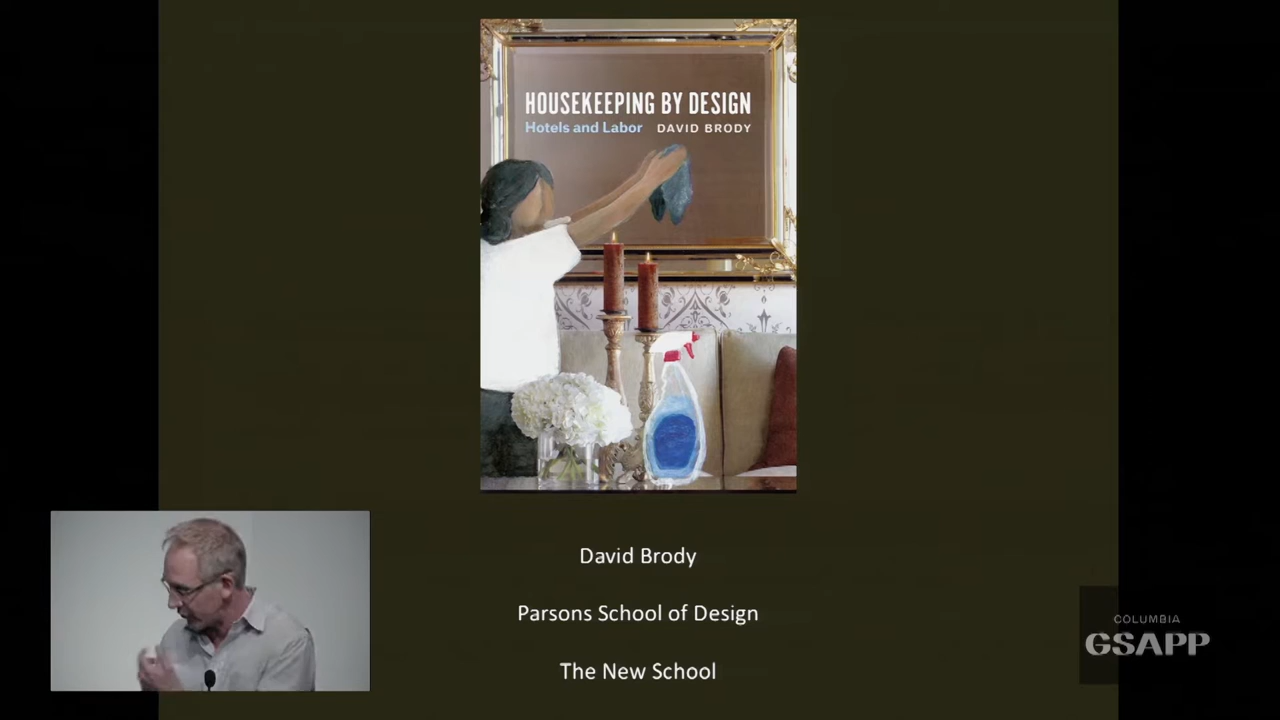 HOUSEKEEPING BY DESIGN
Hotels and Labor DAVID BRODY
David Brody
Parsons School of Design
The New School
COLUMBIA
GSAPP